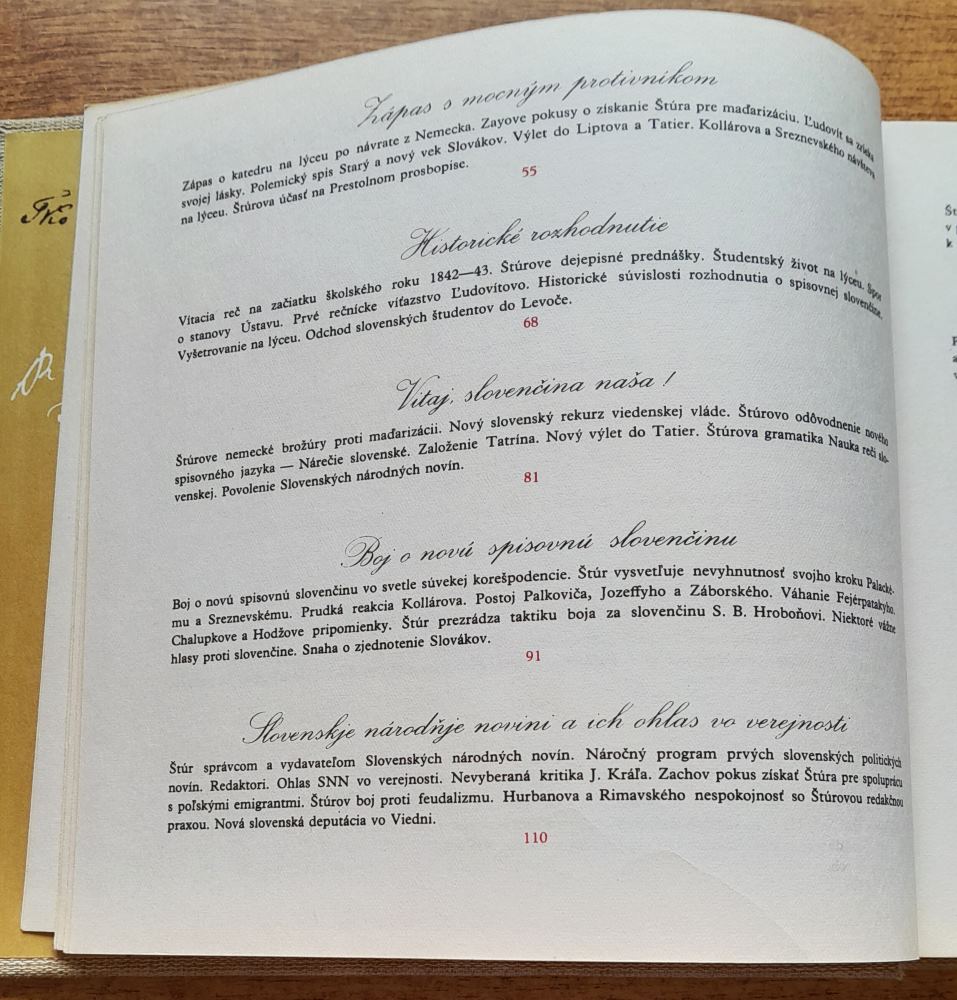 Zápas s mocným protivníkom
Zápas o katedru na lýceu po návrate z Nemecka. Zayove pokusy o získanie Štúra pre maďarizáciu. Ľudovít sa zrieka
svojej lásky. Polemický spis Starý a nový vek Slovákov. Výlet do Liptova a Tatier. Kollárova a Sreznevského návšteva
na lýceu. Štúrova účasť na Prestolnom prosbopise.
55
Historické rozhodnutie
Vítacia reč na začiatku školského roku 1842—43. Štúrove dejepisné prednášky. Študentský život na lýceu. Spor
o stanovy Ústavu. Prvé rečnícke víťazstvo Ľudovítovo. Historické súvislosti rozhodnutia o spisovnej slovenčine.
Vyšetrovanie na lýceu. Odchod slovenských študentov do Levoče.
68
Vitaj, slovenčina naša!
Štúrove nemecké brožúry proti maďarizácii. Nový slovenský rekurz viedenskej vláde. Štúrovo odôvodnenie nového
spisovného jazyka — Nárečie slovenské. Založenie Tatrína. Nový výlet do Tatier. Štúrova gramatika Nauka reči slo-
venskej. Povolenie Slovenských národných novín.
81
Boj o novú spisovnú slovenčinu
Boj o novú spisovnú slovenčinu vo svetle súvekej korešpodencie. Štúr vysvetľuje nevyhnutnosť svojho kroku Palacké-
mu a Sreznevskému. Prudká reakcia Kollárova. Postoj Palkoviča, Jozeffyho a Záborského. Váhanie Fejérpatakyho.
Chalupkove a Hodžove pripomienky. Štúr prezrádza taktiku boja za slovenčinu S. B. Hroboňovi. Niektoré vážne
hlasy proti slovenčine. Snaha o zjednotenie Slovákov.
91
Slovenskje národňje novini a ich ohlas vo verejnosti
Štúr správcom a vydavateľom Slovenských národných novín. Náročný program prvých slovenských politických
novín. Redaktori. Ohlas SNN vo verejnosti. Nevyberaná kritika J. Kráľa. Zachov pokus získať Štúra pre spoluprácu
s poľskými emigrantmi. Štúrov boj proti feudalizmu. Hurbanova a Rimavského nespokojnosť so Štúrovou redakčnou
praxou. Nová slovenská deputácia vo Viedni.
110